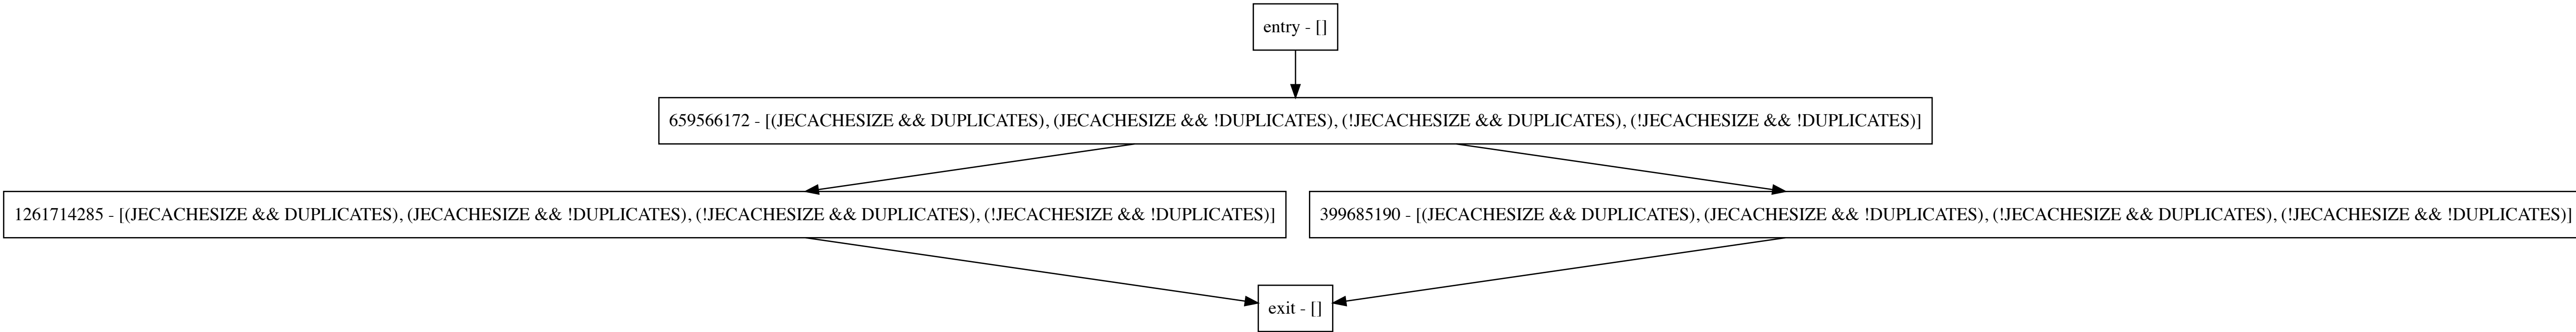 entry - []
659566172 - [(JECACHESIZE && DUPLICATES), (JECACHESIZE && !DUPLICATES), (!JECACHESIZE && DUPLICATES), (!JECACHESIZE && !DUPLICATES)]
1261714285 - [(JECACHESIZE && DUPLICATES), (JECACHESIZE && !DUPLICATES), (!JECACHESIZE && DUPLICATES), (!JECACHESIZE && !DUPLICATES)]
399685190 - [(JECACHESIZE && DUPLICATES), (JECACHESIZE && !DUPLICATES), (!JECACHESIZE && DUPLICATES), (!JECACHESIZE && !DUPLICATES)]
exit - []